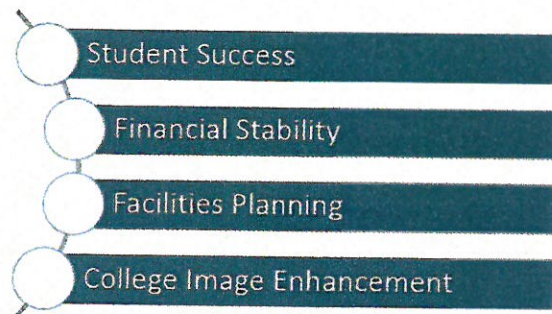 Student Success
Financial Stability
Facilities Planning
College Image Enhancement